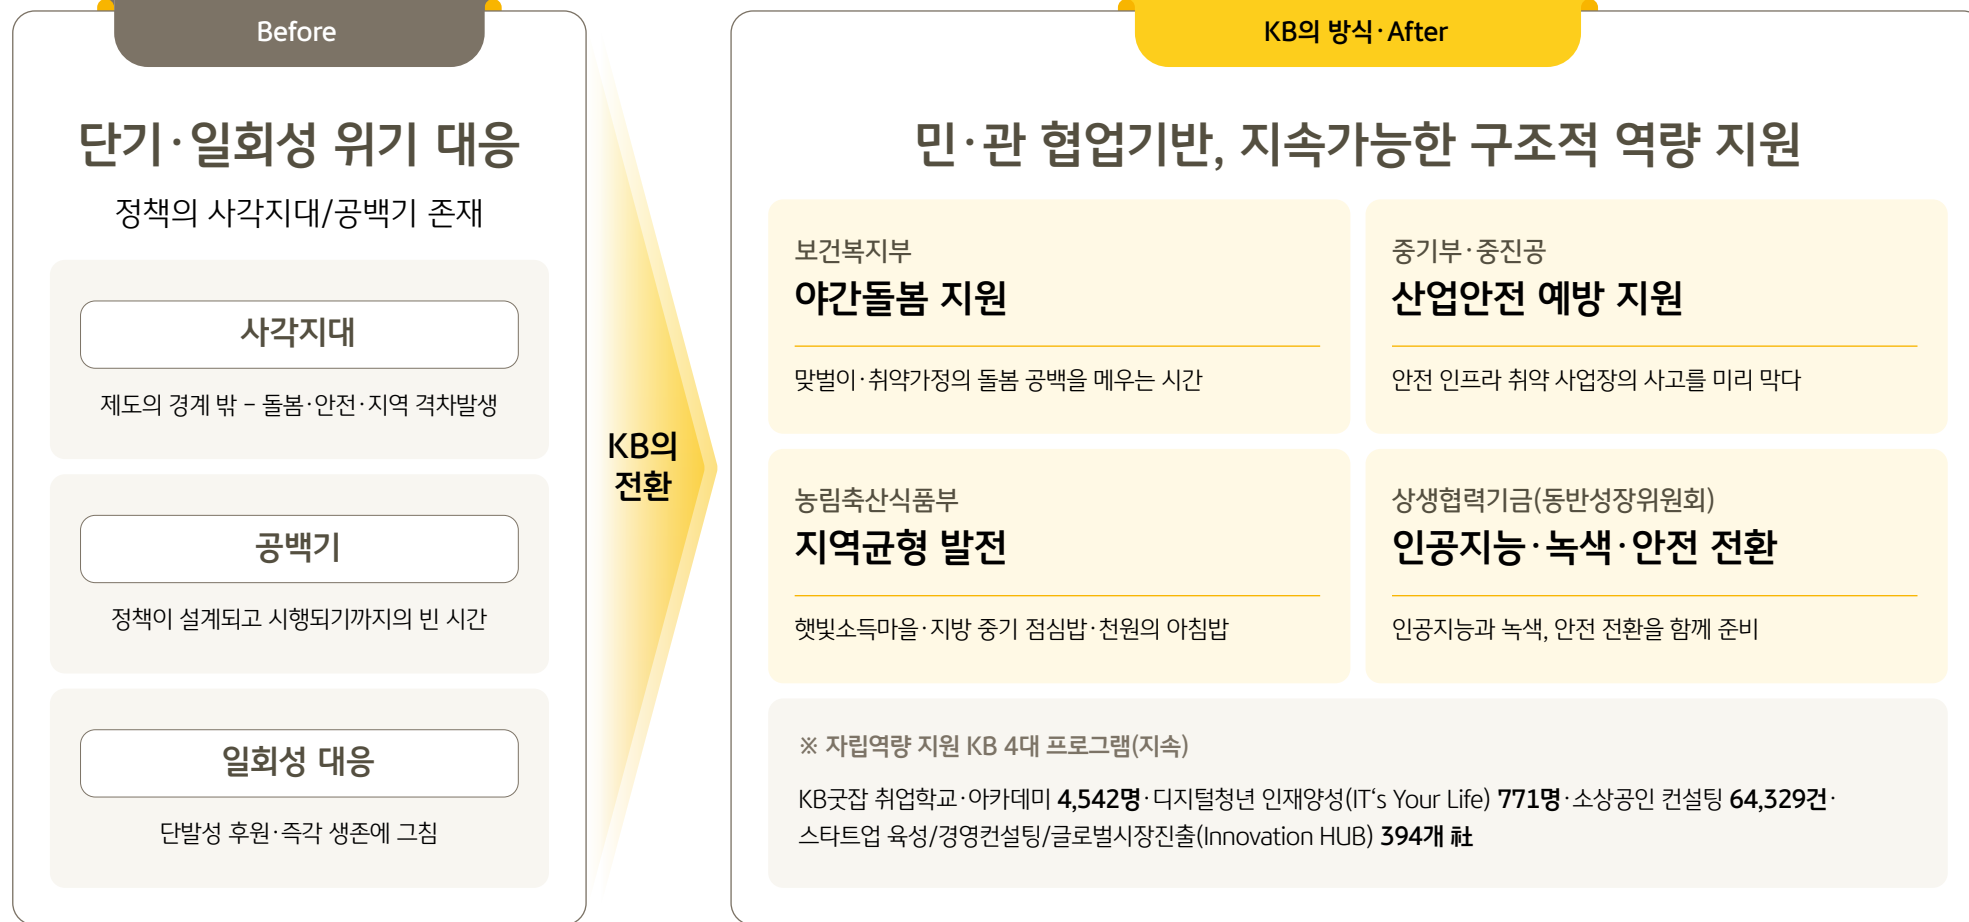 Before
단기·일회성 위기 대응
정책의 사각지대/공백기 존재
사각지대
제도의 경계 밖 – 돌봄·안전·지역 격차발생
공백기
정책이 설계되고 시행되기까지의 빈 시간
일회성 대응
단발성 후원·즉각 생존에 그침
KB의
전환
KB의 방식·After
민·관 협업기반, 지속가능한 구조적 역량 지원
보건복지부
야간돌봄 지원
맞벌이·취약가정의 돌봄 공백을 메우는 시간
중기부·중진공
산업안전 예방 지원
안전 인프라 취약 사업장의 사고를 미리 막다
농림축산식품부
지역균형 발전
햇빛소득마을·지방 중기 점심밥·천원의 아침밥
상생협력기금(동반성장위원회)
인공지능·녹색·안전 전환
인공지능과 녹색, 안전 전환을 함께 준비
※ 자립역량 지원 KB 4대 프로그램(지속)
KB굿잡 취업학교·아카데미 4,542명·디지털청년 인재양성(IT‘s Your Life) 771명·소상공인 컨설팅 64,329건·
스타트업 육성/경영컨설팅/글로벌시장진출(Innovation HUB) 394개 社